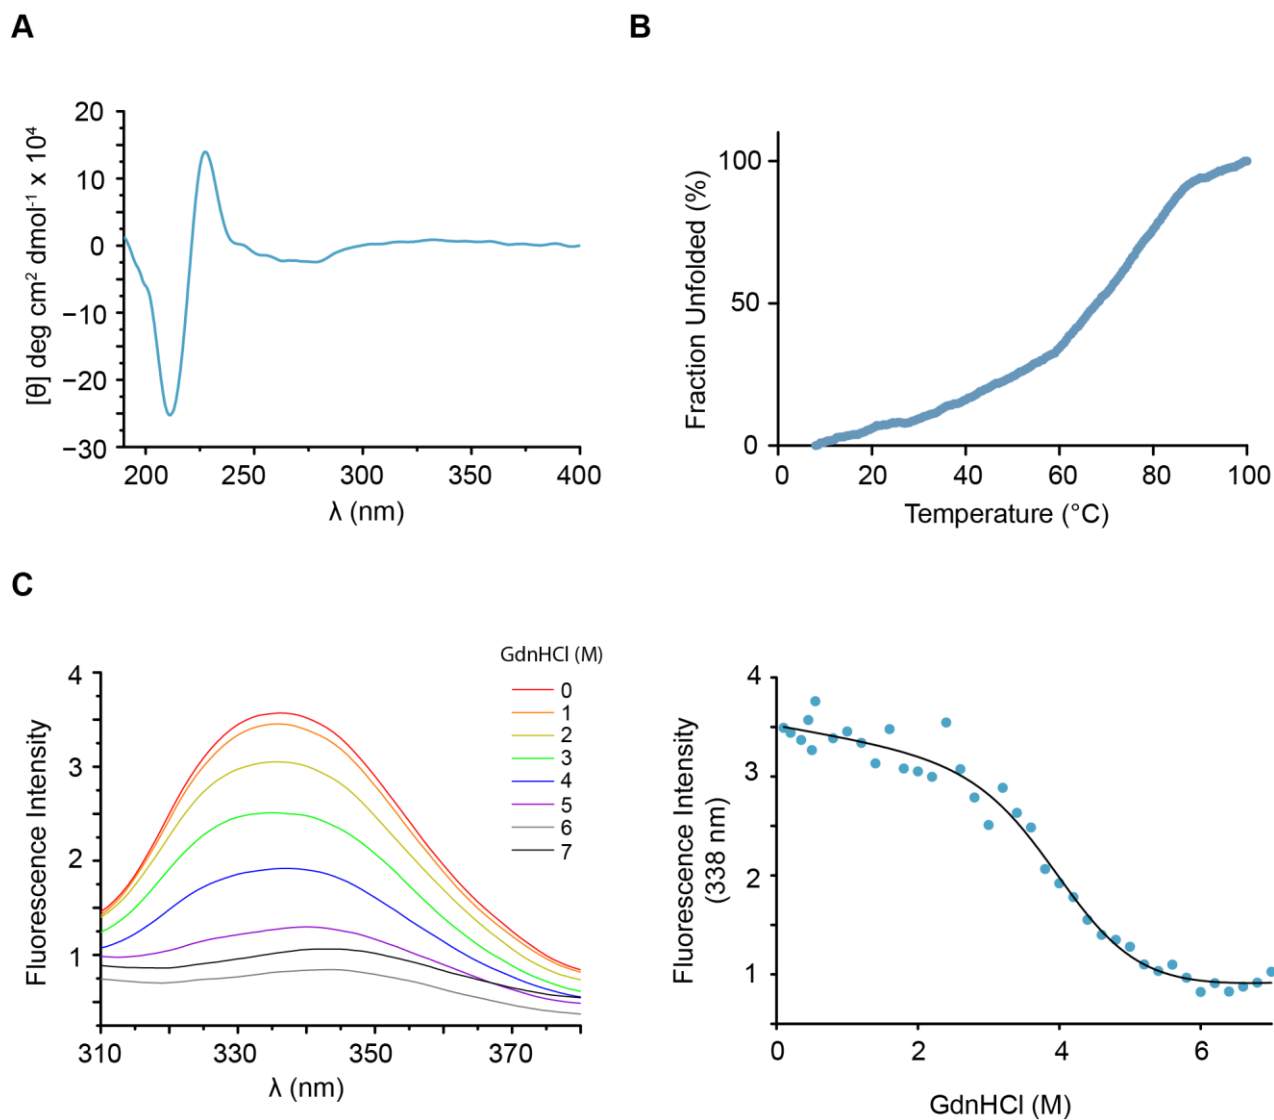 A
[θ] deg cm² dmol⁻¹ x 10⁴
20
10
0
−10
−20
−30
200 250 300 350 400
λ (nm)
B
Fraction Unfolded (%)
100
50
0
0 20 40 60 80 100
Temperature (°C)
C
Fluorescence Intensity
4
3
2
1
310 330 350 370
λ (nm)
GdnHCl (M)
0
1
2
3
4
5
6
7
Fluorescence Intensity
(338 nm)
4
3
2
1
0 2 4 6
GdnHCl (M)